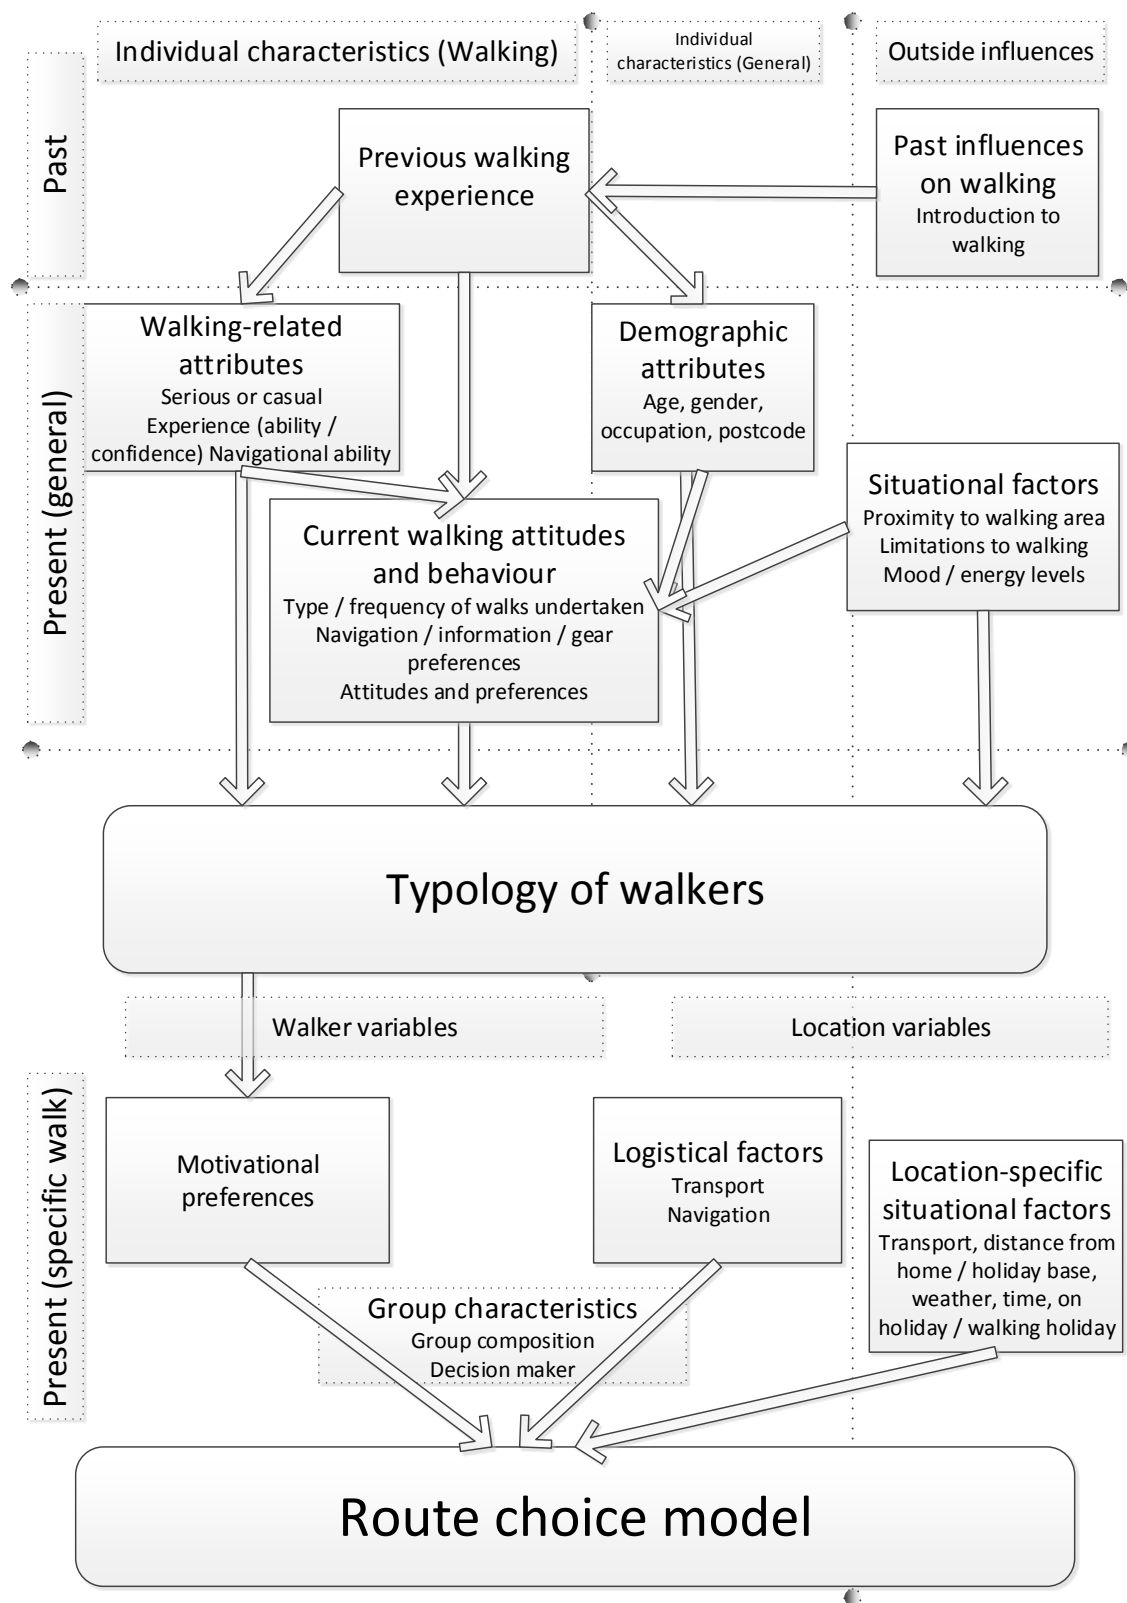 Individual characteristics (Walking)
Individual
characteristics (General)
Outside influences
Past
Previous walking
experience
Past influences
on walking
Introduction to
walking
Present (general)
Walking-related
attributes
Serious or casual
Experience (ability /
confidence) Navigational ability
Demographic
attributes
Age, gender,
occupation, postcode
Situational factors
Proximity to walking area
Limitations to walking
Mood / energy levels
Current walking attitudes
and behaviour
Type / frequency of walks undertaken
Navigation / information / gear
preferences
Attitudes and preferences
Typology of walkers
Walker variables
Location variables
Present (specific walk)
Motivational
preferences
Logistical factors
Transport
Navigation
Location-specific
situational factors
Transport, distance from
home / holiday base,
weather, time, on
holiday / walking holiday
Group characteristics
Group composition
Decision maker
Route choice model